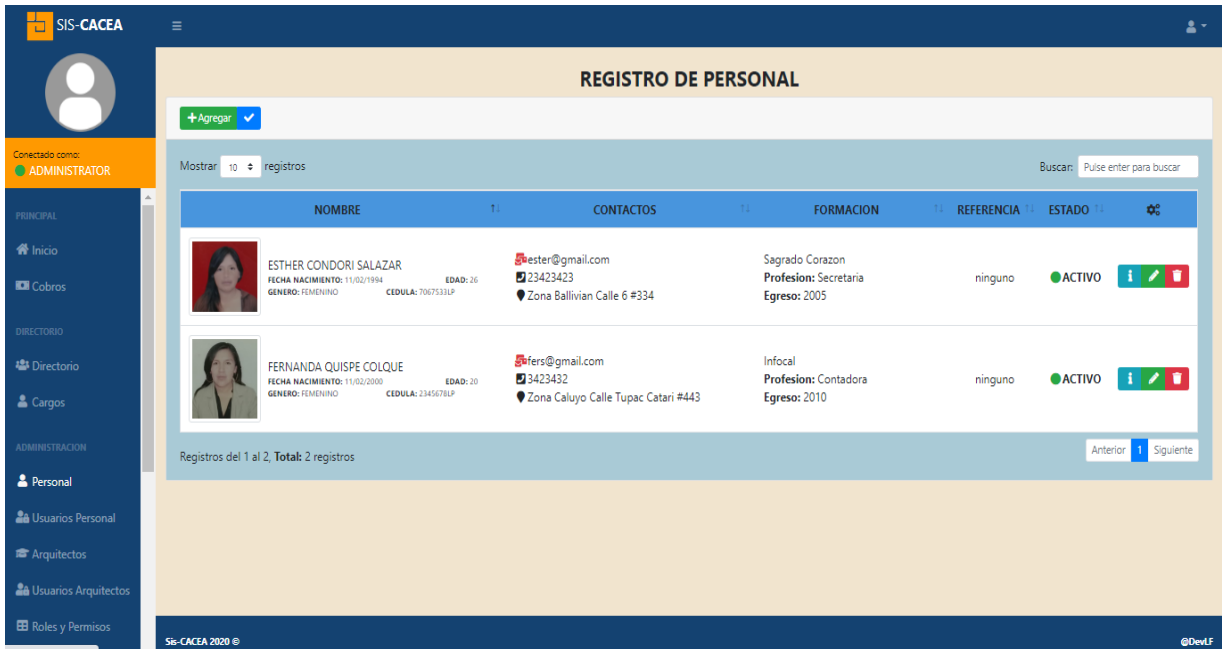 SIS-CACEA
Conectado como:
ADMINISTRATOR
PRINCIPAL
Inicio
Cobros
DIRECTORIO
Directorio
Cargos
ADMINISTRACION
Personal
Usuarios Personal
Arquitectos
Usuarios Arquitectos
Roles y Permisos
REGISTRO DE PERSONAL
Agregar
Mostrar 10 registros
Buscar: Pulse enter para buscar
NOMBRE CONTACTOS FORMACION REFERENCIA ESTADO
ESTHER CONDORI SALAZAR
FECHA NACIMIENTO: 11/02/1994 EDAD: 26
GENERO: FEMENINO CEDULA: 7067533LP
ester@gmail.com
23423423
Zona Ballivian Calle 6 #334
Sagrado Corazon
Profesion: Secretaria
Egreso: 2005
ninguno
ACTIVO
FERNANDA QUISPE COLQUE
FECHA NACIMIENTO: 11/02/2000 EDAD: 20
GENERO: FEMENINO CEDULA: 2345678LP
fers@gmail.com
3423432
Zona Caluyo Calle Tupac Catari #443
Infocal
Profesion: Contadora
Egreso: 2010
ninguno
ACTIVO
Registros del 1 al 2, Total: 2 registros
Anterior 1 Siguiente
Sis-CACEA 2020 ©
@DevLF